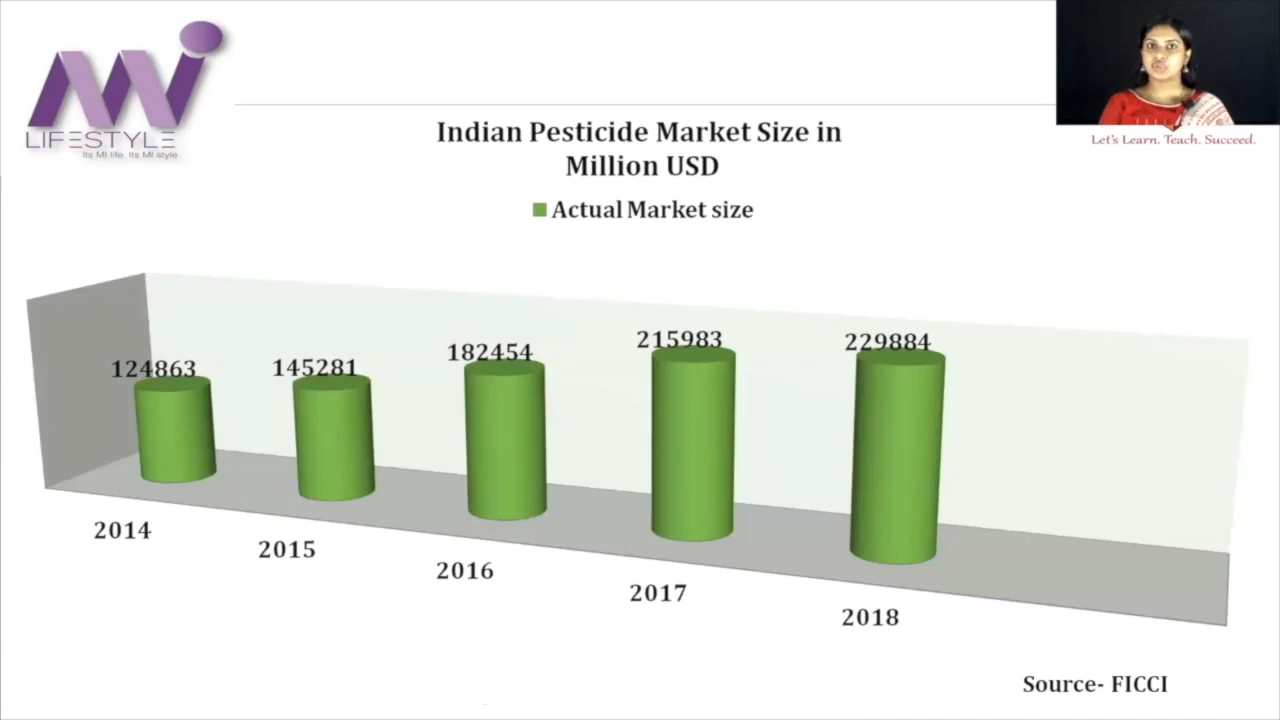 LIFESTYLE
Its MI life, Its MI style
Let's Learn. Teach. Succeed.
Indian Pesticide Market Size in
Million USD
Actual Market size
124863
145281
182454
215983
229884
2014
2015
2016
2017
2018
Source- FICCI